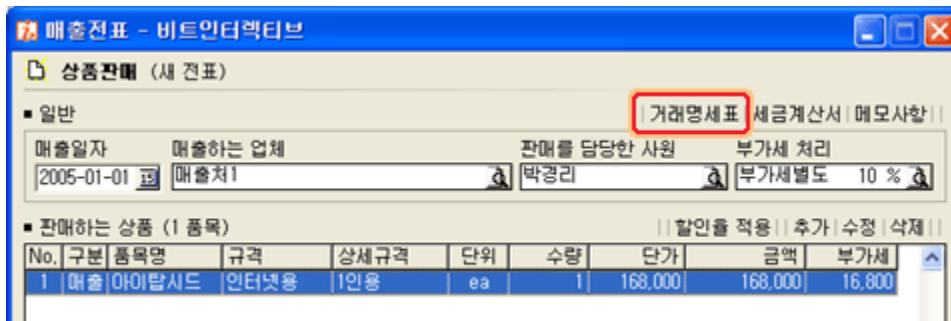 매출전표 - 비트인터렉티브
상품판매 (새 전표)
■ 일반 | 거래명세표 | 세금계산서 | 메모사항 ||
매출일자 매출하는 업체 판매를 담당한 사원 부가세 처리
2005-01-01 15 매출처1 박경리 부가세별도 10 %
■ 판매하는 상품 (1 품목) || 할인율 적용 || 추가 | 수정 | 삭제 ||
No. 구분 품목명 규격 상세규격 단위 수량 단가 금액 부가세
1 매출 아이탑시드 인터넷용 1인용 ea 1 168,000 168,000 16,800